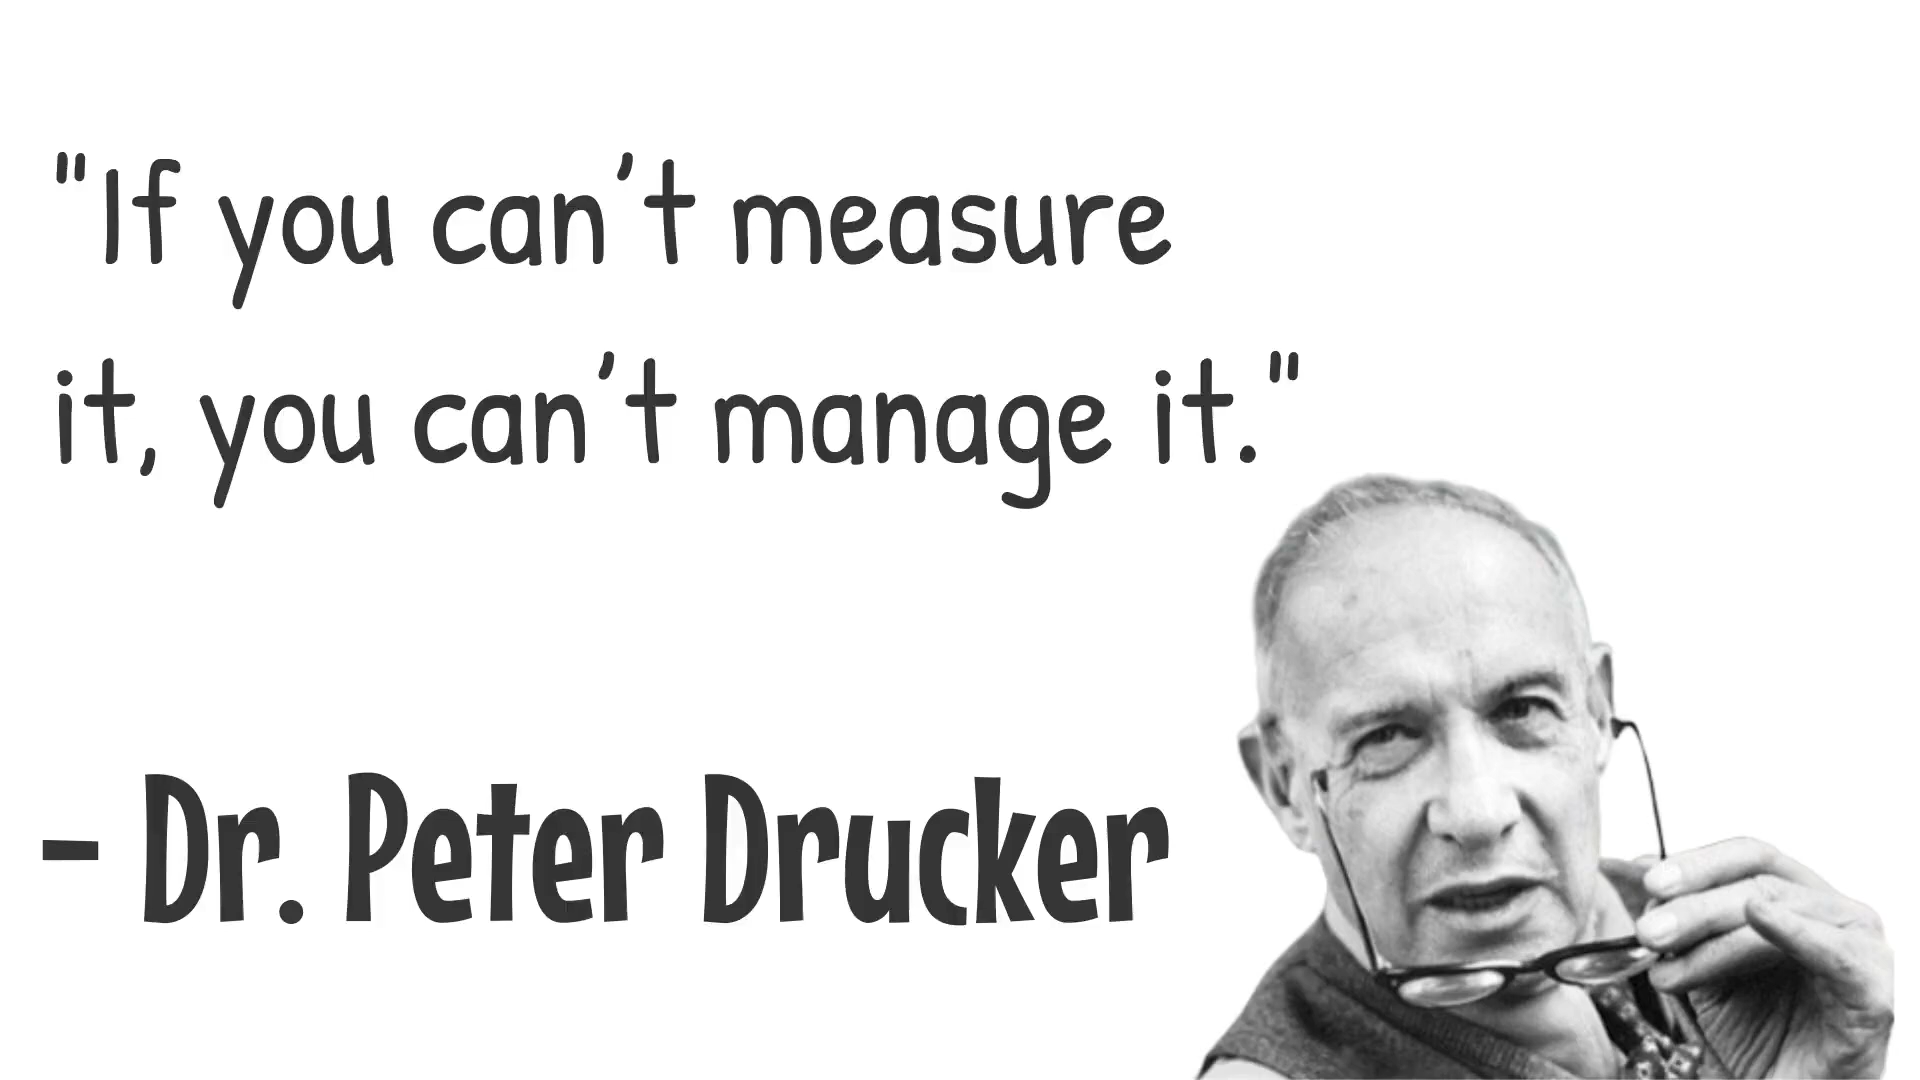 "If you can't measure
it, you can't manage it."
- Dr. Peter Drucker